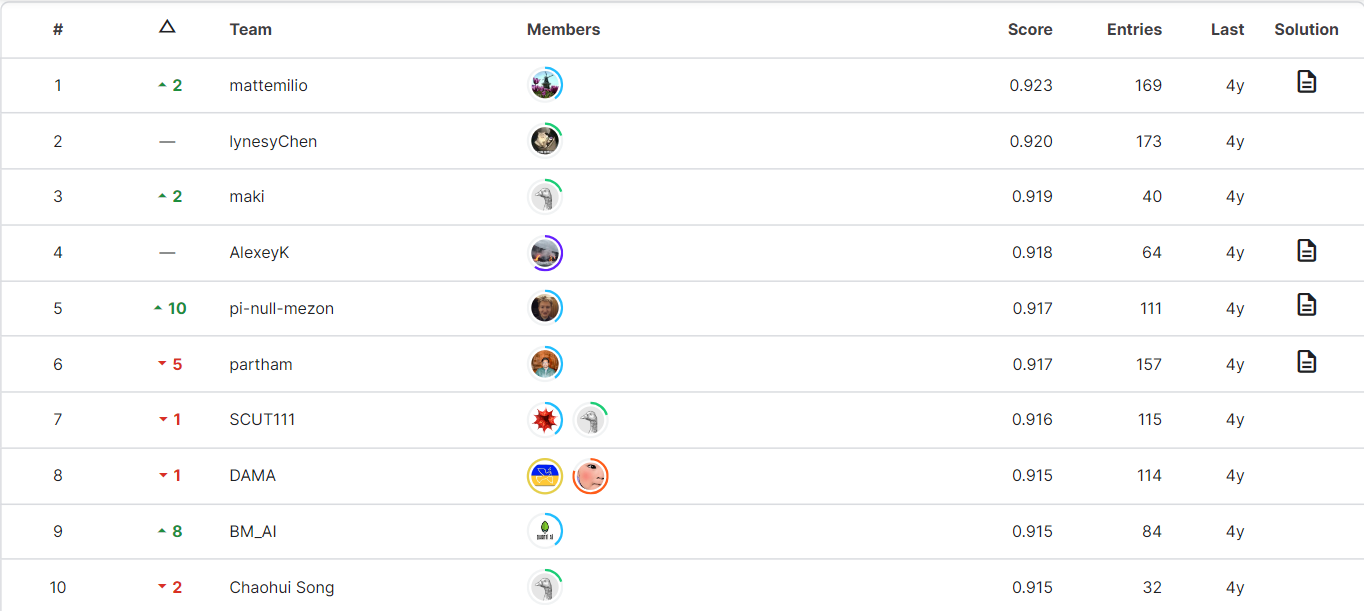 # △ Team Members Score Entries Last Solution
1 ▲ 2 mattemilio 0.923 169 4y
2 — lynesyChen 0.920 173 4y
3 ▲ 2 maki 0.919 40 4y
4 — AlexeyK 0.918 64 4y
5 ▲ 10 pi-null-mezon 0.917 111 4y
6 ▼ 5 partham 0.917 157 4y
7 ▼ 1 SCUT111 0.916 115 4y
8 ▼ 1 DAMA 0.915 114 4y
9 ▲ 8 BM_AI 0.915 84 4y
10 ▼ 2 Chaohui Song 0.915 32 4y